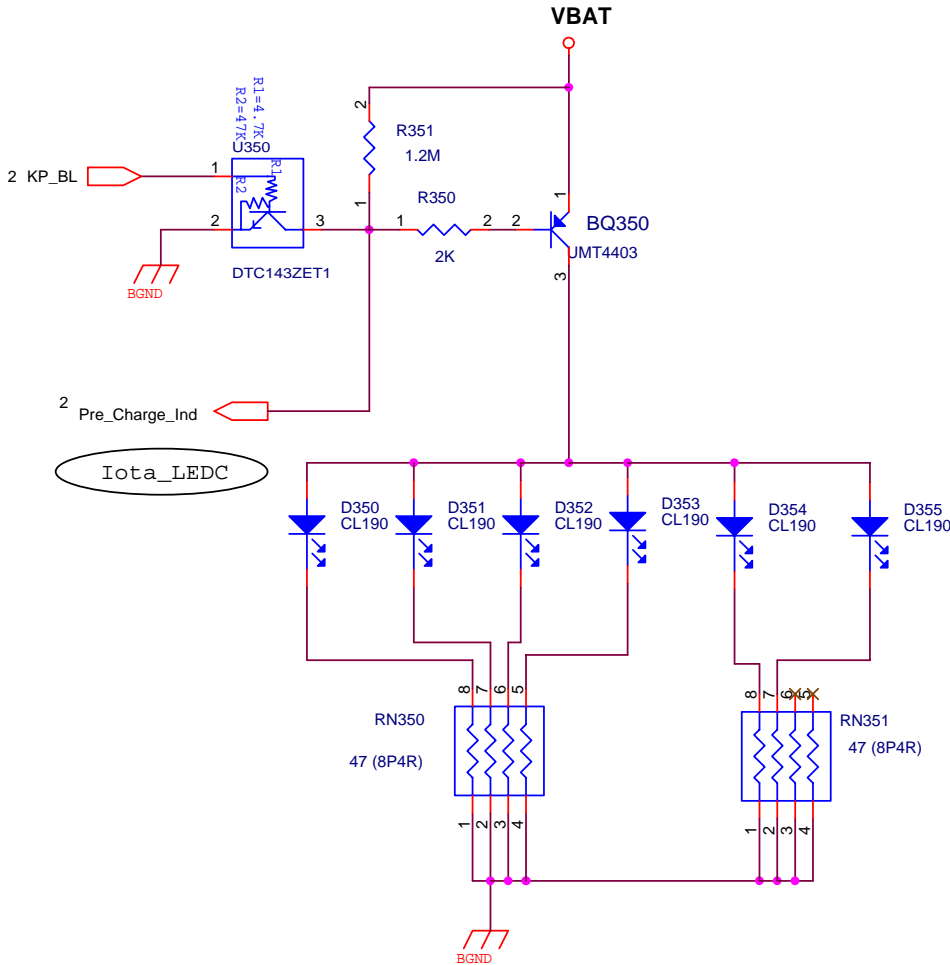 VBAT
R1=4.7K
R2=47K
U350
R1
R2
2 KP_BL
1
2
3
DTC143ZET1
BGND
2
R351
1.2M
1
R350
1
2
2K
2
1
3
BQ350
UMT4403
2 Pre_Charge_Ind
Iota_LEDC
D350
CL190
D351
CL190
D352
CL190
D353
CL190
D354
CL190
D355
CL190
8
7
6
5
RN350
47 (8P4R)
1
2
3
4
8
7
6
5
RN351
47 (8P4R)
1
2
3
4
BGND